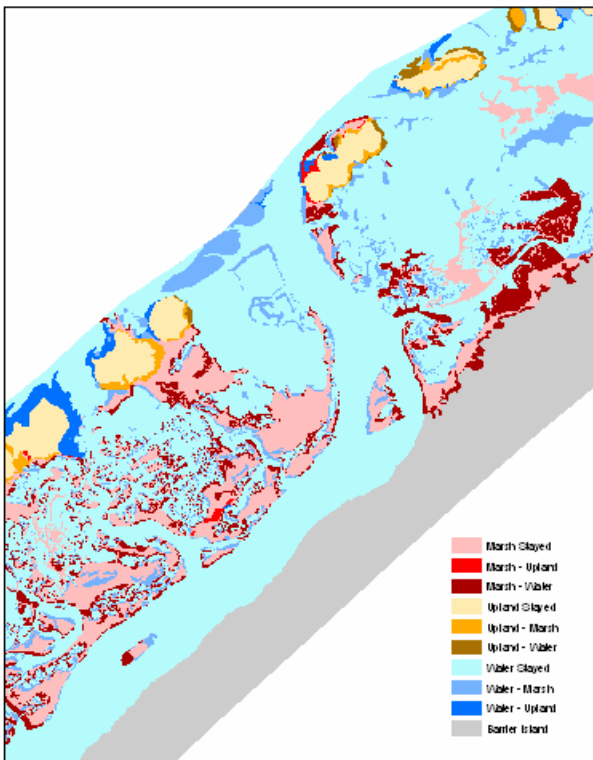 Marsh Stayed
Marsh - Upland
Marsh - Water
Upland Stayed
Upland - Marsh
Upland - Water
Water Stayed
Water - Marsh
Water - Upland
Barrier Island